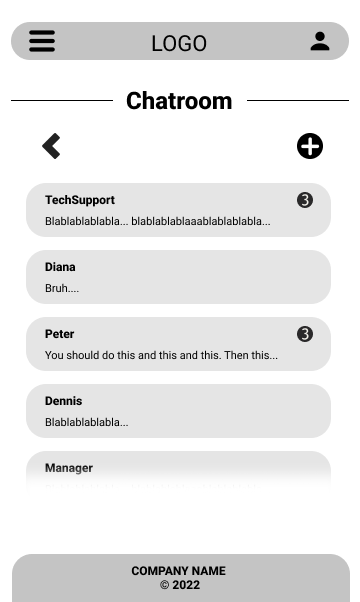 LOGO
Chatroom
TechSupport 3
Blablablablabla... blablablablaaablablablabla...
Diana
Bruh....
Peter 3
You should do this and this and this. Then this...
Dennis
Blablablablabla...
Manager
COMPANY NAME
© 2022